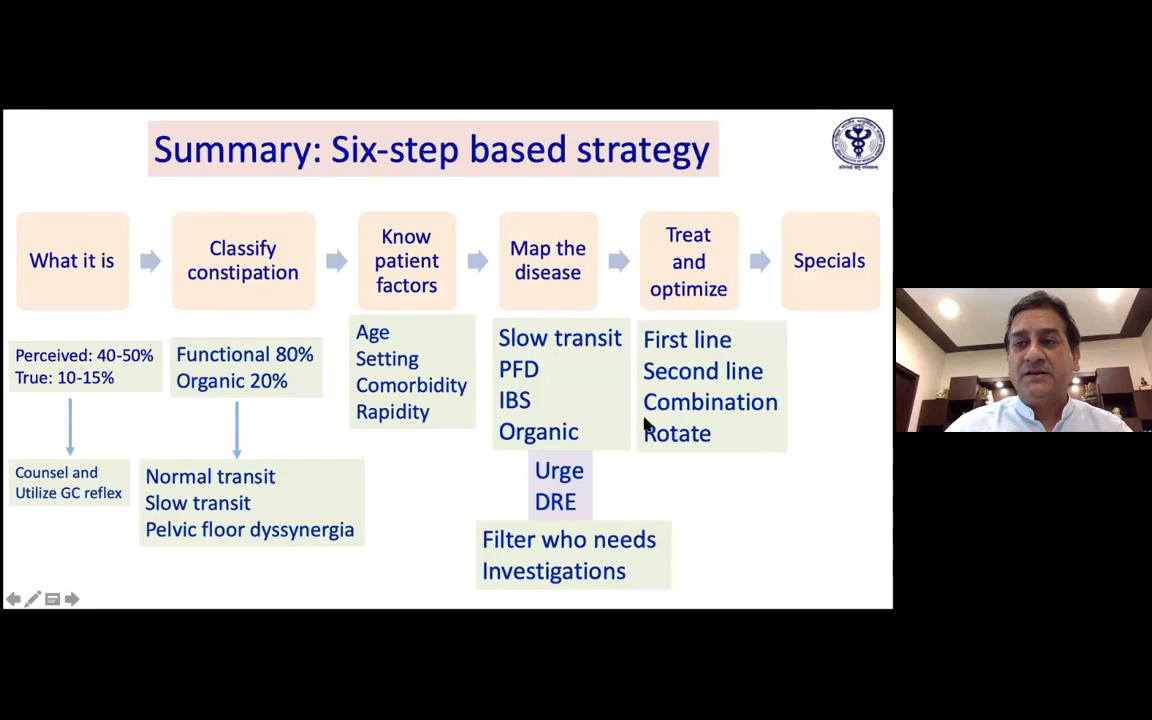 Summary: Six-step based strategy
What it is
Classify
constipation
Know
patient
factors
Map the
disease
Treat
and
optimize
Specials
Perceived: 40-50%
True: 10-15%
Counsel and
Utilize GC reflex
Functional 80%
Organic 20%
Normal transit
Slow transit
Pelvic floor dyssynergia
Age
Setting
Comorbidity
Rapidity
Slow transit
PFD
IBS
Organic
Urge
DRE
Filter who needs
Investigations
First line
Second line
Combination
Rotate